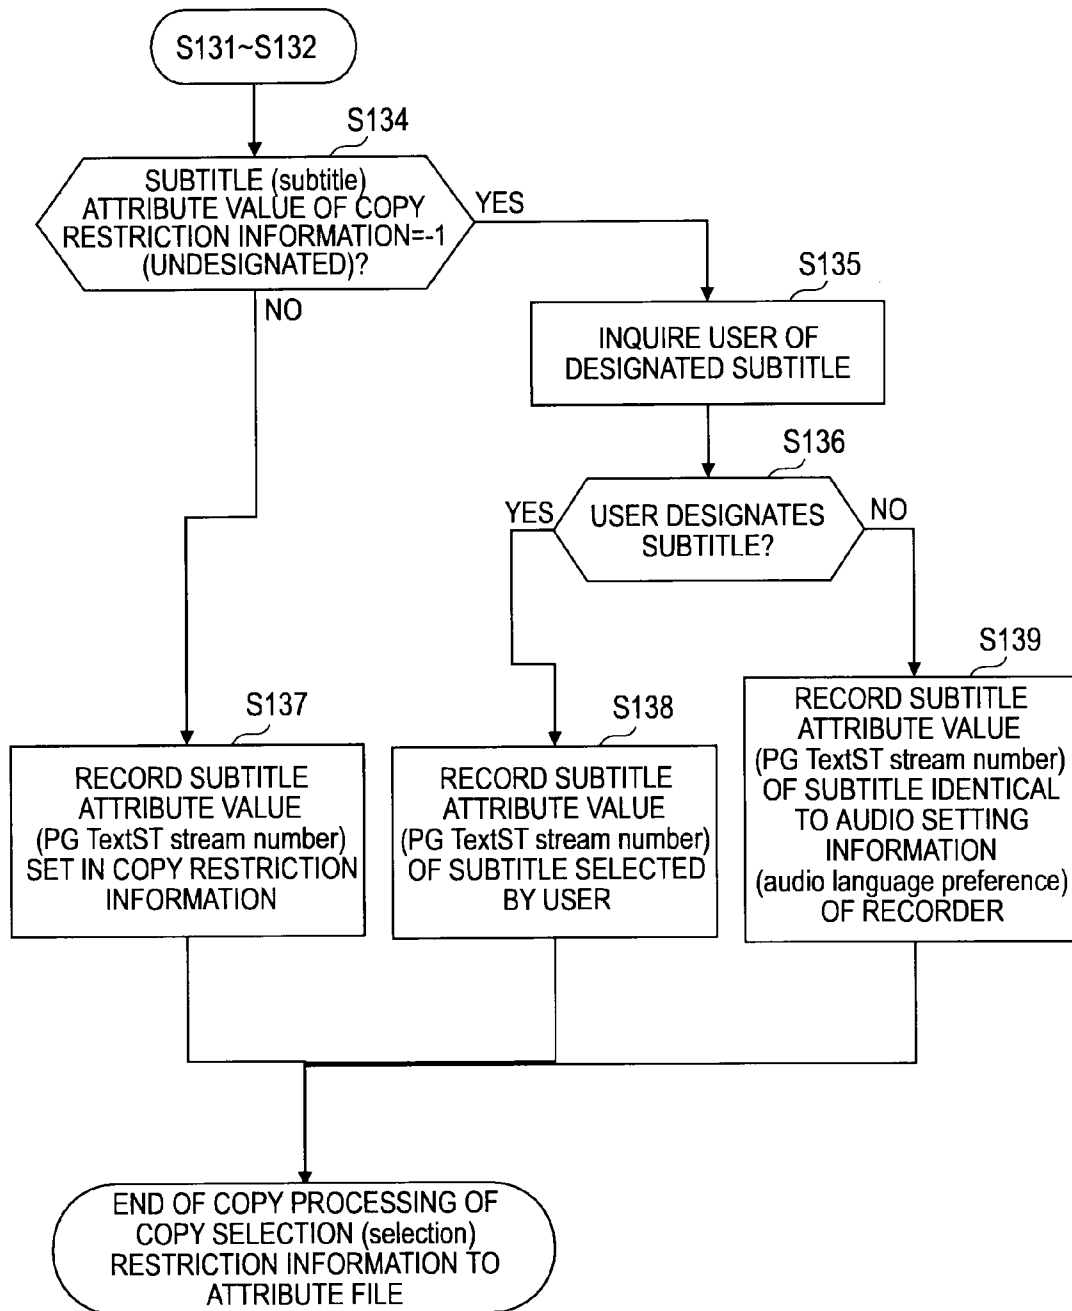 S131~S132
S134
SUBTITLE (subtitle)
ATTRIBUTE VALUE OF COPY
RESTRICTION INFORMATION=-1
(UNDESIGNATED)?
YES
NO
S135
INQUIRE USER OF
DESIGNATED SUBTITLE
S136
YES
USER DESIGNATES
SUBTITLE?
NO
S137
RECORD SUBTITLE
ATTRIBUTE VALUE
(PG TextST stream number)
SET IN COPY RESTRICTION
INFORMATION
S138
RECORD SUBTITLE
ATTRIBUTE VALUE
(PG TextST stream number)
OF SUBTITLE SELECTED
BY USER
S139
RECORD SUBTITLE
ATTRIBUTE VALUE
(PG TextST stream number)
OF SUBTITLE IDENTICAL
TO AUDIO SETTING
INFORMATION
(audio language preference)
OF RECORDER
END OF COPY PROCESSING OF
COPY SELECTION (selection)
RESTRICTION INFORMATION TO
ATTRIBUTE FILE